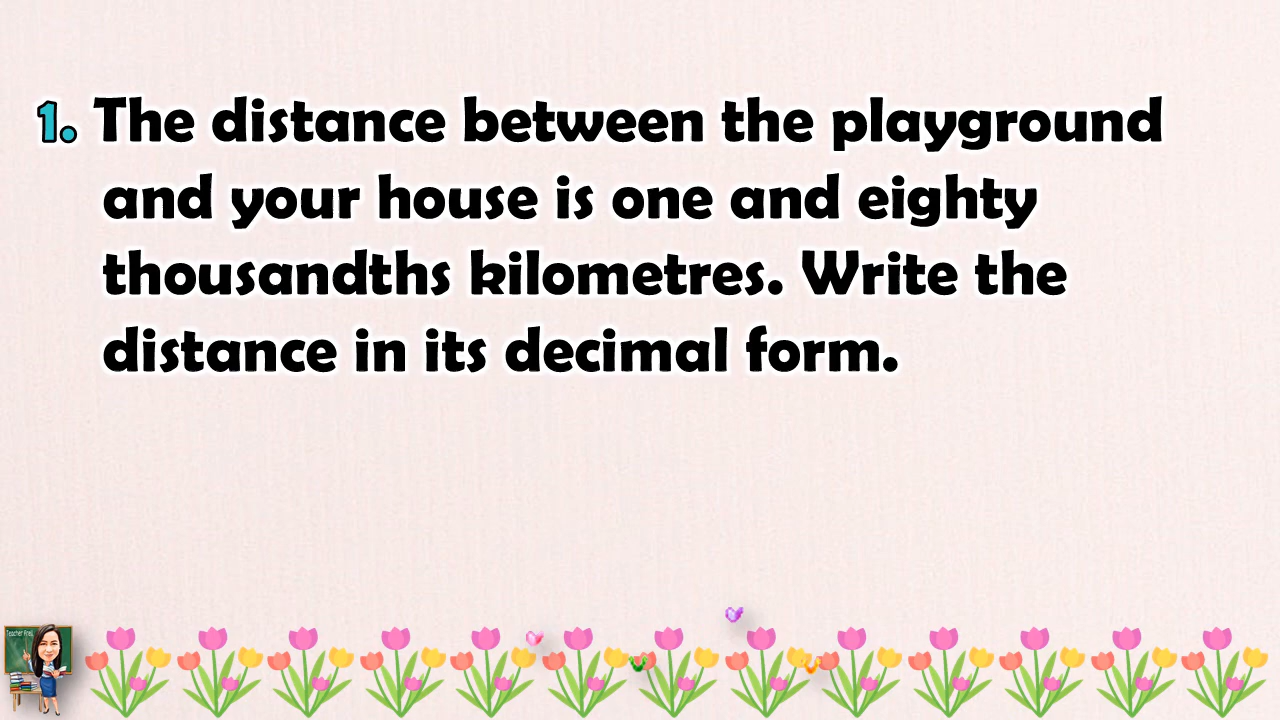 1. The distance between the playground
and your house is one and eighty
thousandths kilometres. Write the
distance in its decimal form.